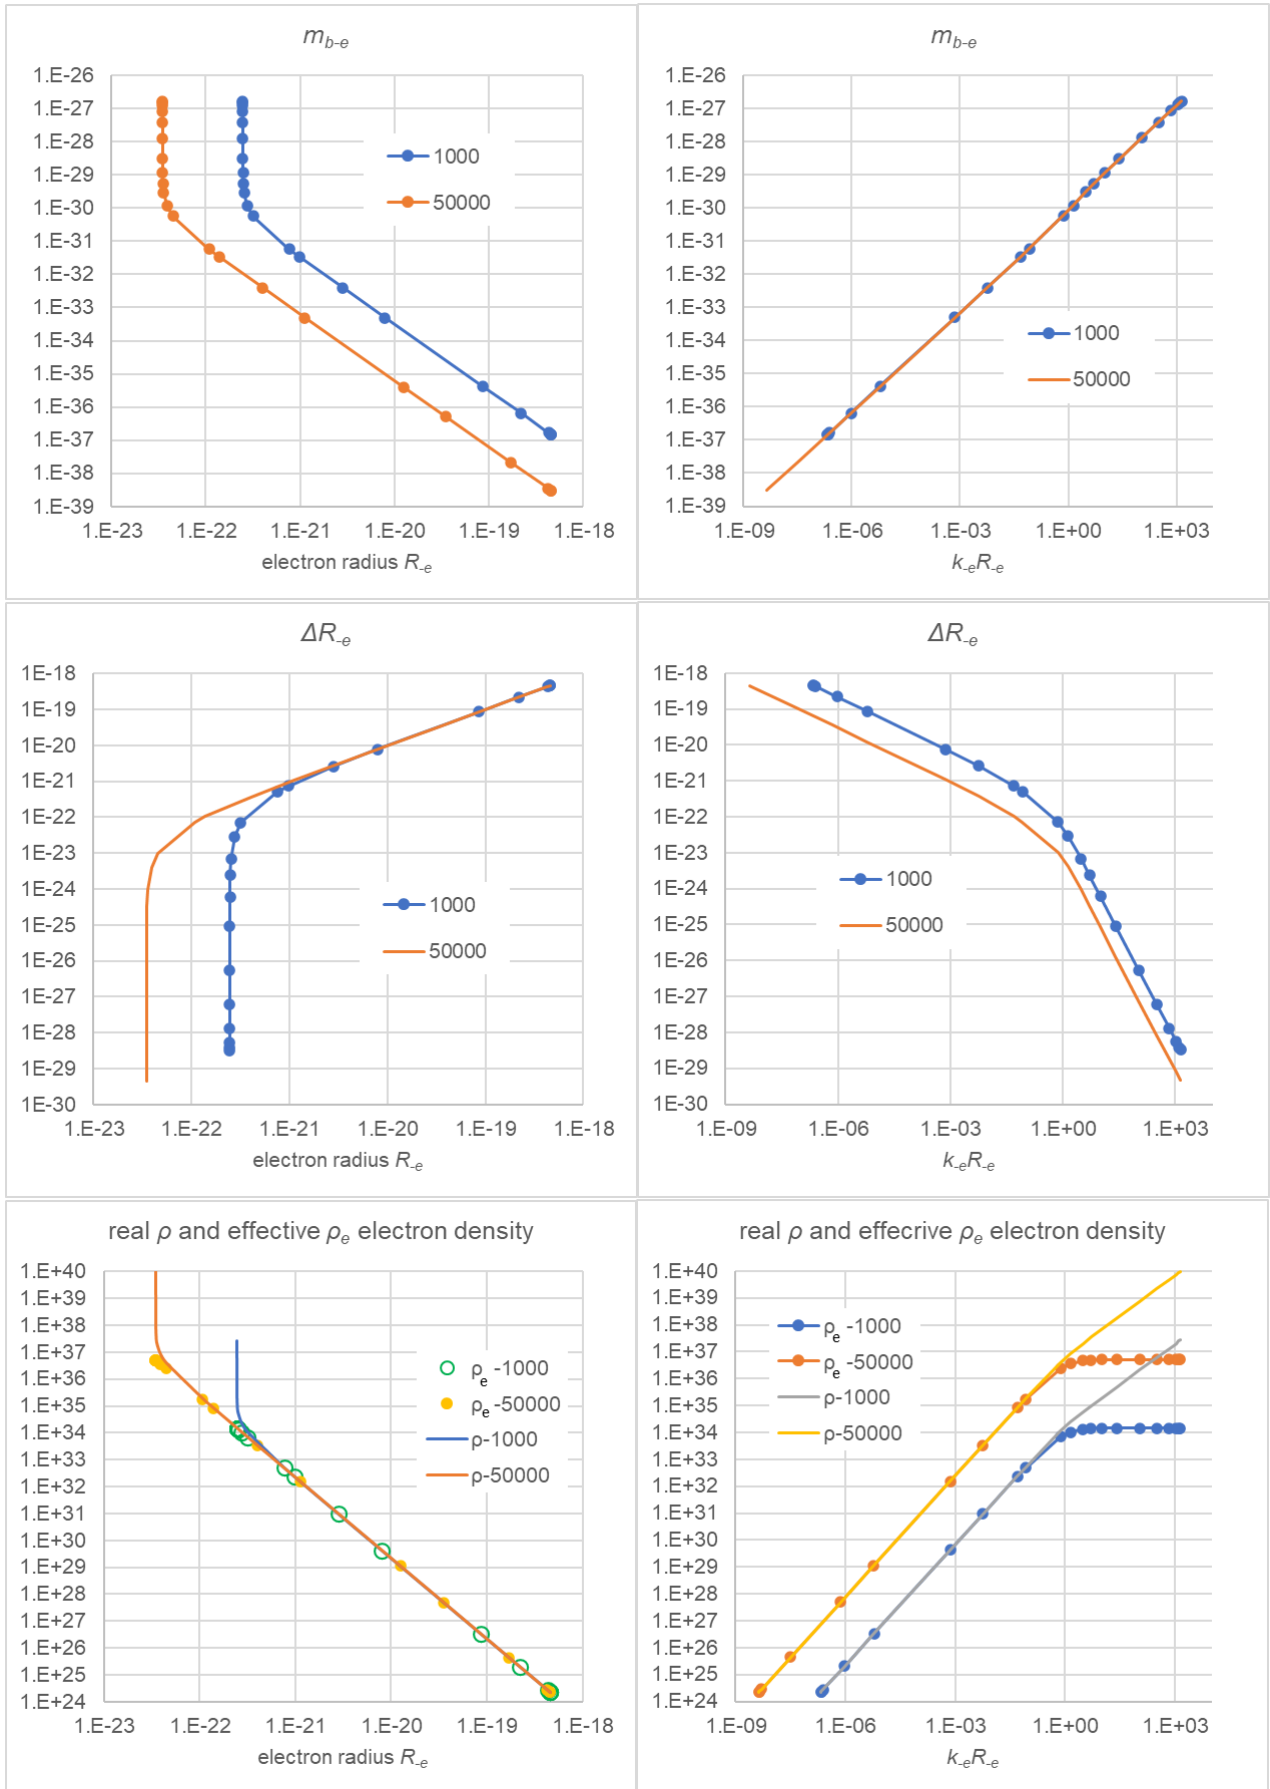 m_b-e
1.E-26
1.E-27
1.E-28
1.E-29
1.E-30
1.E-31
1.E-32
1.E-33
1.E-34
1.E-35
1.E-36
1.E-37
1.E-38
1.E-39
1000
50000
1.E-23 1.E-22 1.E-21 1.E-20 1.E-19 1.E-18
electron radius R_-e
m_b-e
1.E-26
1.E-27
1.E-28
1.E-29
1.E-30
1.E-31
1.E-32
1.E-33
1.E-34
1.E-35
1.E-36
1.E-37
1.E-38
1.E-39
1000
50000
1.E-09 1.E-06 1.E-03 1.E+00 1.E+03
k_-eR_-e
ΔR_-e
1E-18
1E-19
1E-20
1E-21
1E-22
1E-23
1E-24
1E-25
1E-26
1E-27
1E-28
1E-29
1E-30
1000
50000
1.E-23 1.E-22 1.E-21 1.E-20 1.E-19 1.E-18
electron radius R_-e
ΔR_-e
1E-18
1E-19
1E-20
1E-21
1E-22
1E-23
1E-24
1E-25
1E-26
1E-27
1E-28
1E-29
1E-30
1000
50000
1.E-09 1.E-06 1.E-03 1.E+00 1.E+03
k_-eR_-e
real ρ and effective ρ_e electron density
1.E+40
1.E+39
1.E+38
1.E+37
1.E+36
1.E+35
1.E+34
1.E+33
1.E+32
1.E+31
1.E+30
1.E+29
1.E+28
1.E+27
1.E+26
1.E+25
1.E+24
ρ_e -1000
ρ_e -50000
ρ-1000
ρ-50000
1.E-23 1.E-22 1.E-21 1.E-20 1.E-19 1.E-18
electron radius R_-e
real ρ and effecrive ρ_e electron density
1.E+40
1.E+39
1.E+38
1.E+37
1.E+36
1.E+35
1.E+34
1.E+33
1.E+32
1.E+31
1.E+30
1.E+29
1.E+28
1.E+27
1.E+26
1.E+25
1.E+24
ρ_e -1000
ρ_e -50000
ρ-1000
ρ-50000
1.E-09 1.E-06 1.E-03 1.E+00 1.E+03
k_-eR_-e